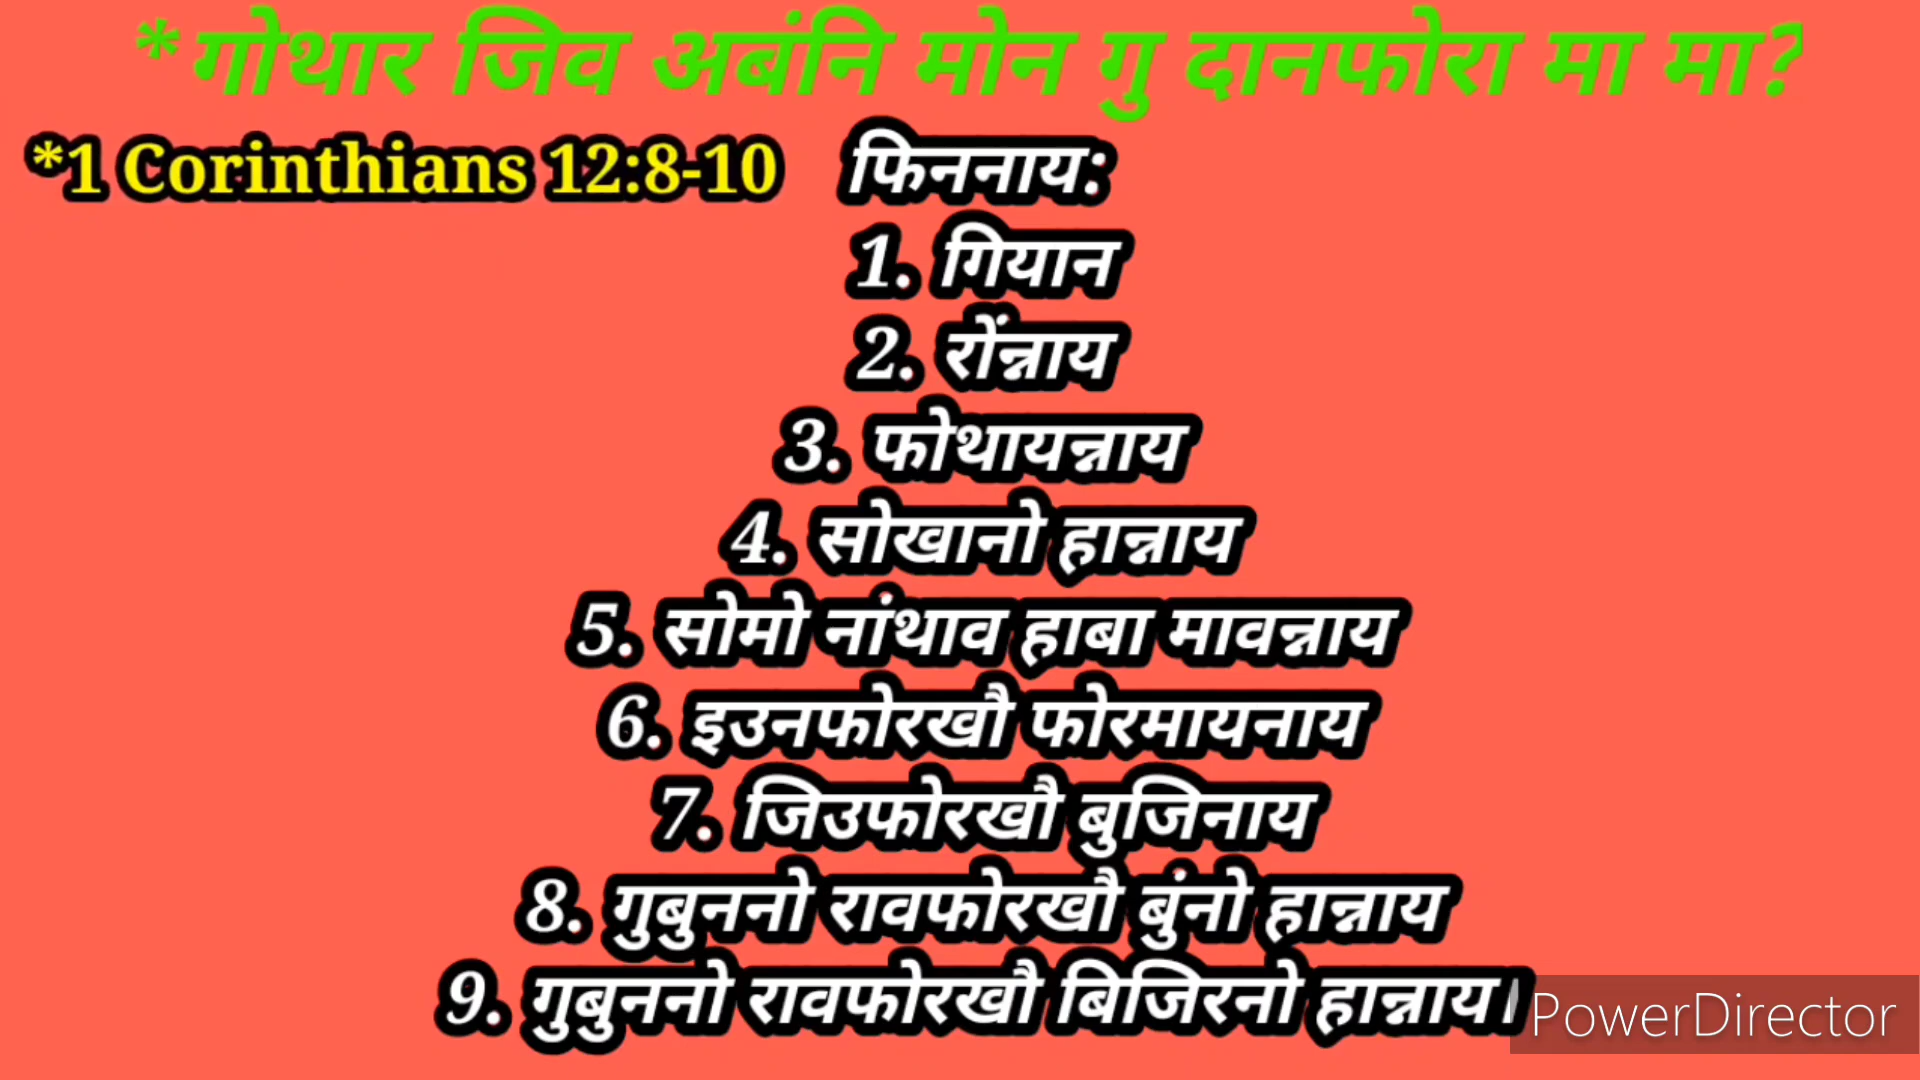 *गोथार जिव अबंनि मोन गु दानफोरा मा मा?
*1 Corinthians 12:8-10 फिननाय:
1. गियान
2. रोंन्नाय
3. फोथायन्नाय
4. सोखानो हान्नाय
5. सोमो नांथाव हाबा मावन्नाय
6. इउनफोरखौ फोरमायनाय
7. जिउफोरखौ बुजिनाय
8. गुबुननो रावफोरखौ बुंनो हान्नाय
9. गुबुननो रावफोरखौ बिजिरनो हान्नाय।
PowerDirector